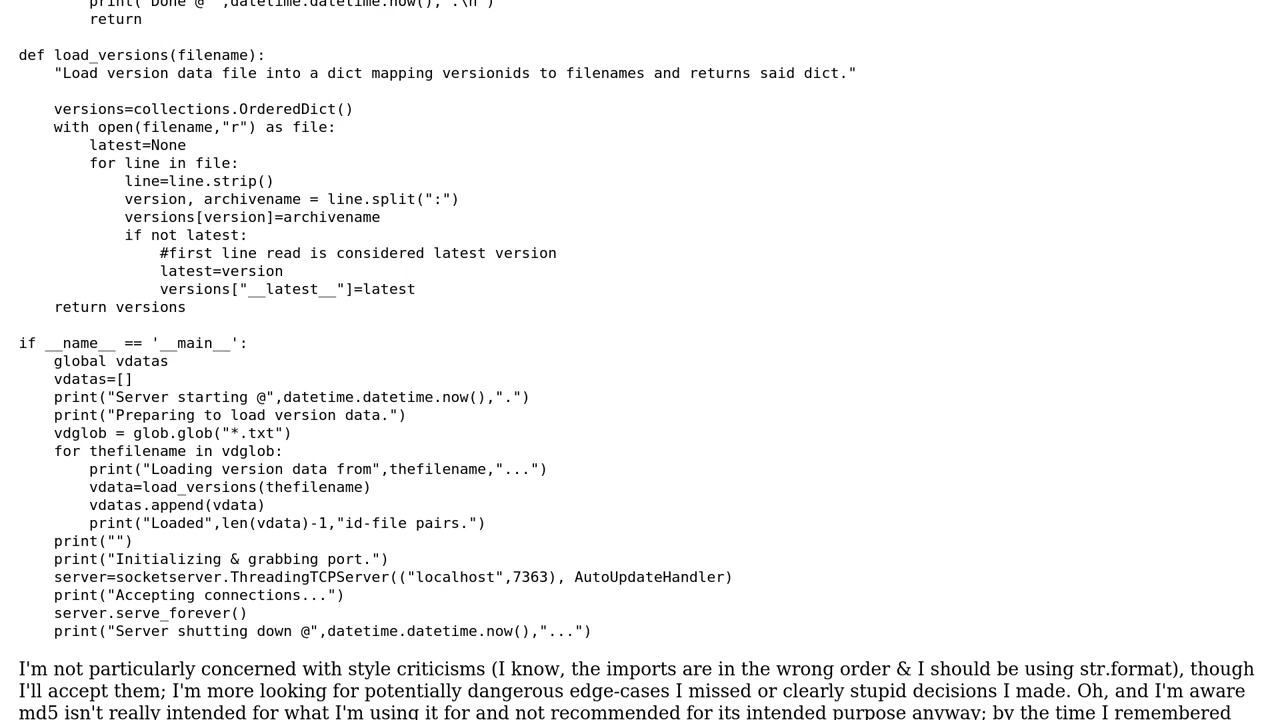 print("Done @ ",datetime.datetime.now(),".\n")
return
def load_versions(filename):
"Load version data file into a dict mapping versionids to filenames and returns said dict."
versions=collections.OrderedDict()
with open(filename,"r") as file:
latest=None
for line in file:
line=line.strip()
version, archivename = line.split(":")
versions[version]=archivename
if not latest:
#first line read is considered latest version
latest=version
versions["__latest__"]=latest
return versions
if __name__ == '__main__':
global vdatas
vdatas=[]
print("Server starting @",datetime.datetime.now(),".")
print("Preparing to load version data.")
vdglob = glob.glob("*.txt")
for thefilename in vdglob:
print("Loading version data from",thefilename,"...")
vdata=load_versions(thefilename)
vdatas.append(vdata)
print("Loaded",len(vdata)-1,"id-file pairs.")
print("")
print("Initializing & grabbing port.")
server=socketserver.ThreadingTCPServer(("localhost",7363), AutoUpdateHandler)
print("Accepting connections...")
server.serve_forever()
print("Server shutting down @",datetime.datetime.now(),"...")
I'm not particularly concerned with style criticisms (I know, the imports are in the wrong order & I should be using str.format), though
I'll accept them; I'm more looking for potentially dangerous edge-cases I missed or clearly stupid decisions I made. Oh, and I'm aware
md5 isn't really intended for what I'm using it for and not recommended for its intended purpose anyway; by the time I remembered